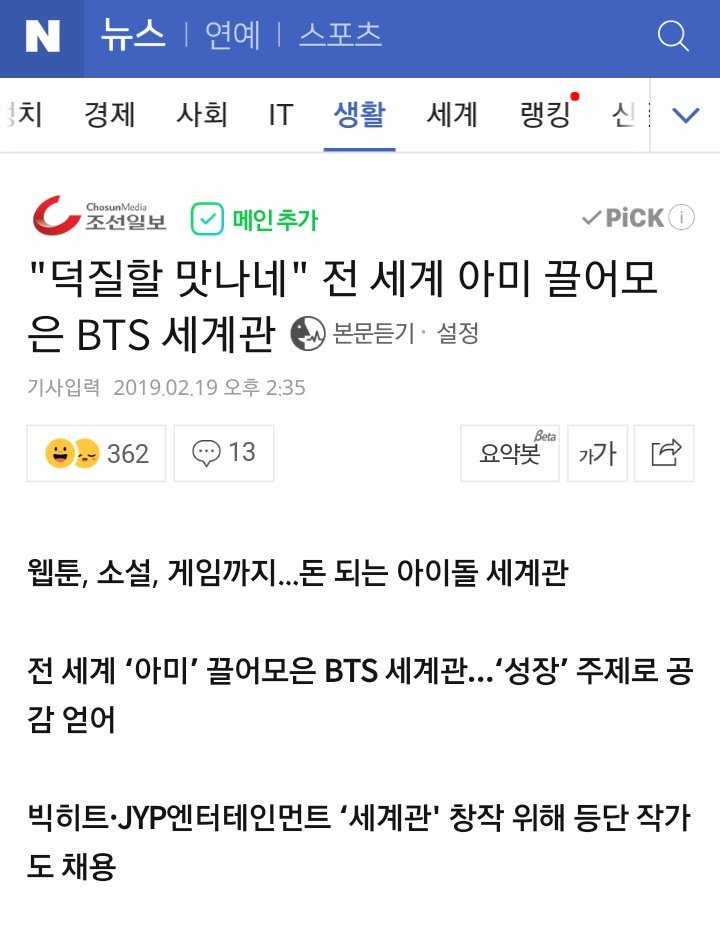 N 뉴스 | 연예 | 스포츠
경제 사회 IT 생활 세계 랭킹
ChosunMedia
조선일보 메인 추가 PiCK i
"덕질할 맛나네" 전 세계 아미 끌어모
은 BTS 세계관 본문듣기 · 설정
기사입력 2019.02.19 오후 2:35
362 13 요약봇 Beta 가가
웹툰, 소설, 게임까지...돈 되는 아이돌 세계관
전 세계 ‘아미’ 끌어모은 BTS 세계관...‘성장’ 주제로 공
감 얻어
빅히트·JYP엔터테인먼트 ‘세계관' 창작 위해 등단 작가
도 채용